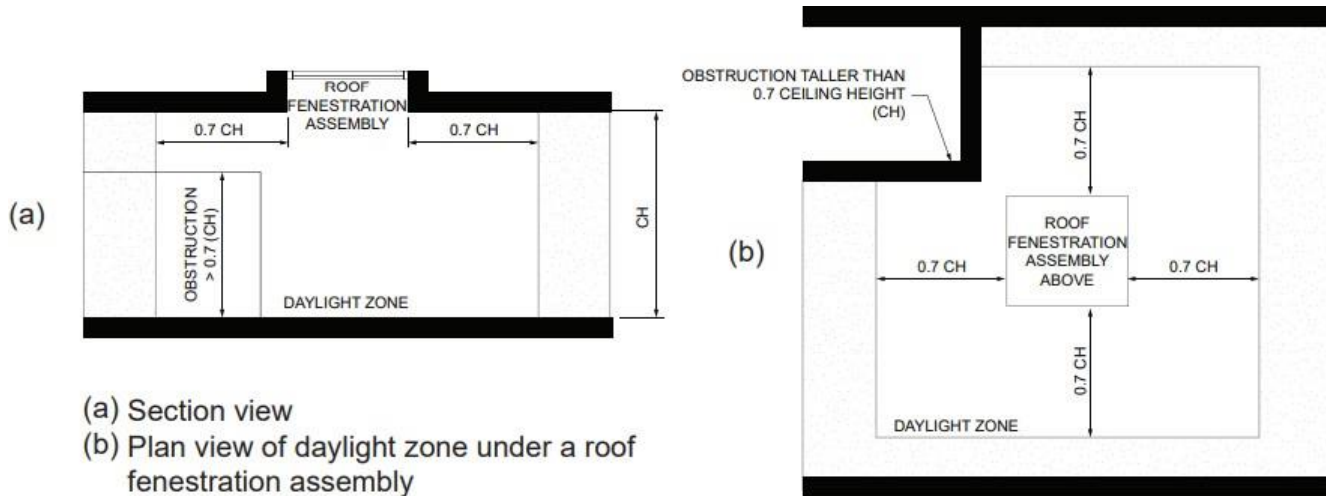 (a)
ROOF
FENESTRATION
ASSEMBLY
0.7 CH
0.7 CH
OBSTRUCTION
> 0.7 (CH)
CH
DAYLIGHT ZONE
(a) Section view
(b) Plan view of daylight zone under a roof
fenestration assembly
(b)
OBSTRUCTION TALLER THAN
0.7 CEILING HEIGHT
(CH)
0.7 CH
ROOF
FENESTRATION
ASSEMBLY
ABOVE
0.7 CH
0.7 CH
0.7 CH
DAYLIGHT ZONE